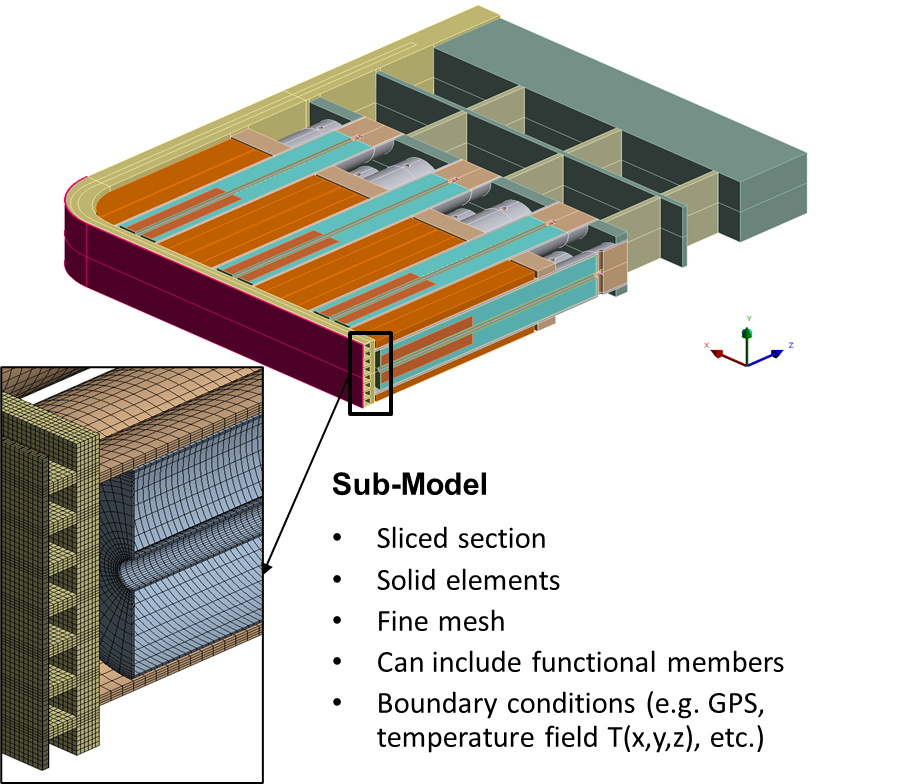 Y
X
Z
Sub-Model
• Sliced section
• Solid elements
• Fine mesh
• Can include functional members
• Boundary conditions (e.g. GPS,
temperature field T(x,y,z), etc.)